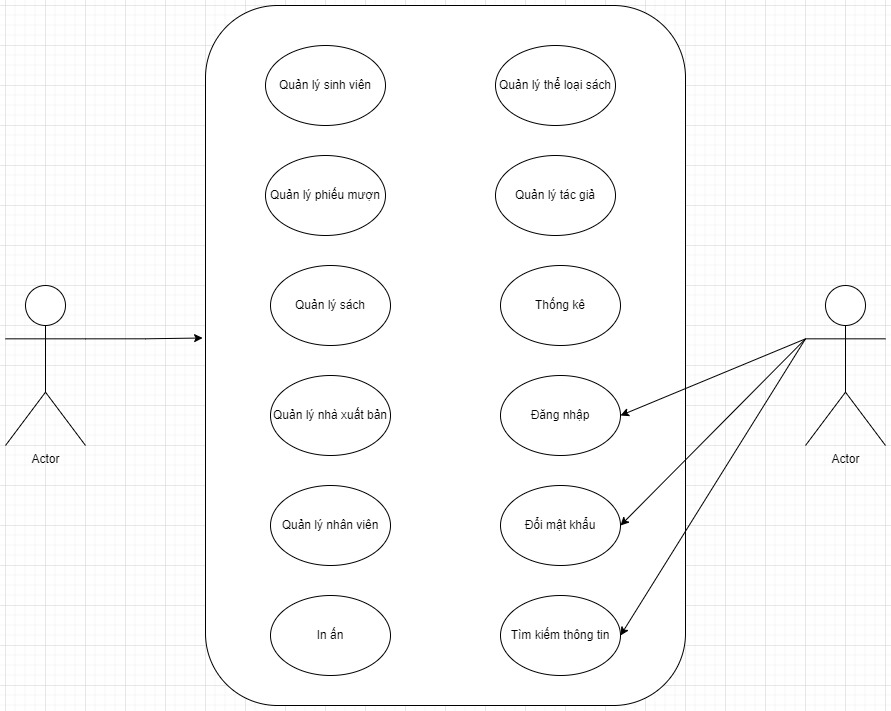 Quản lý sinh viên
Quản lý thể loại sách
Quản lý phiếu mượn
Quản lý tác giả
Quản lý sách
Thống kê
Quản lý nhà xuất bản
Đăng nhập
Actor
Actor
Quản lý nhân viên
Đổi mật khẩu
In ấn
Tìm kiếm thông tin